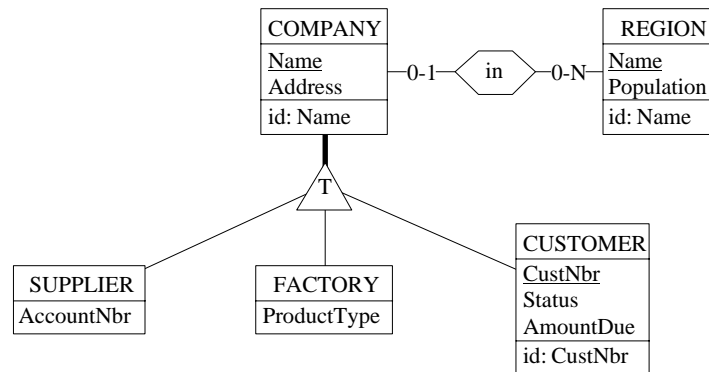 COMPANY
Name
Address
id: Name
0-1
in
0-N
REGION
Name
Population
id: Name
T
SUPPLIER
AccountNbr
FACTORY
ProductType
CUSTOMER
CustNbr
Status
AmountDue
id: CustNbr